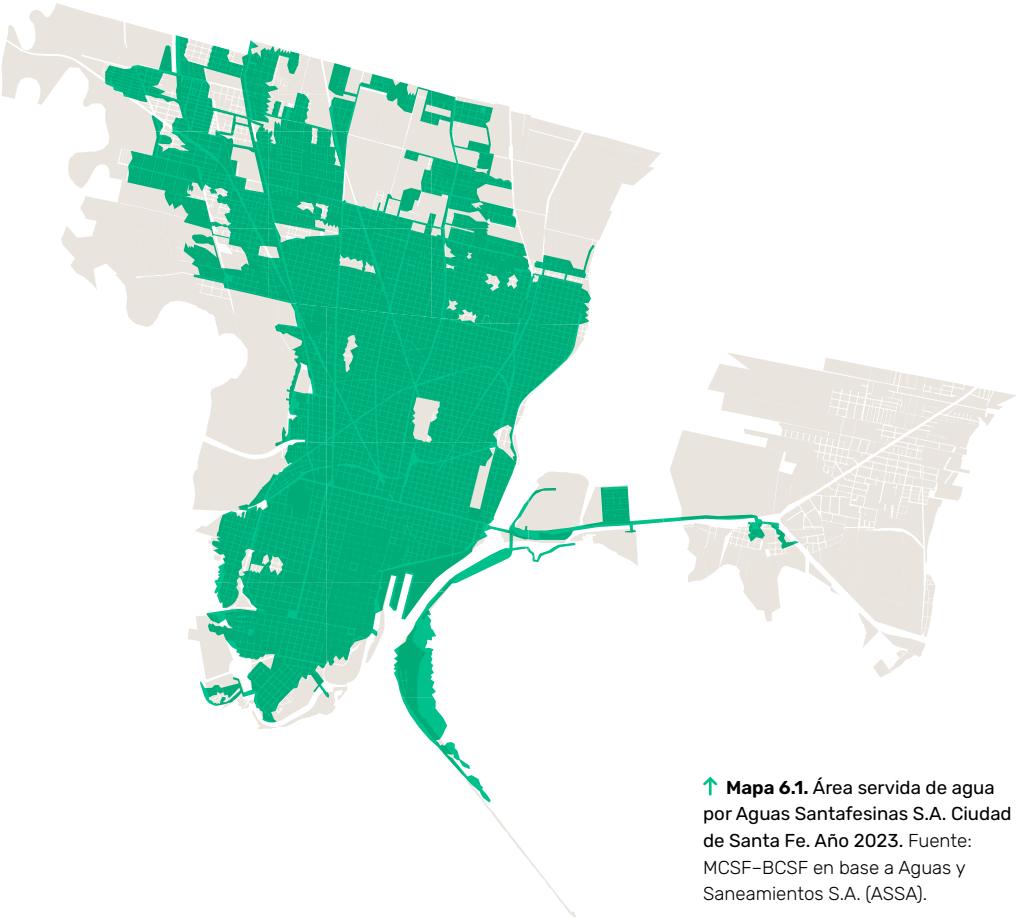 ↑ Mapa 6.1. Área servida de agua
por Aguas Santafesinas S.A. Ciudad
de Santa Fe. Año 2023. Fuente:
MCSF–BCSF en base a Aguas y
Saneamientos S.A. (ASSA).